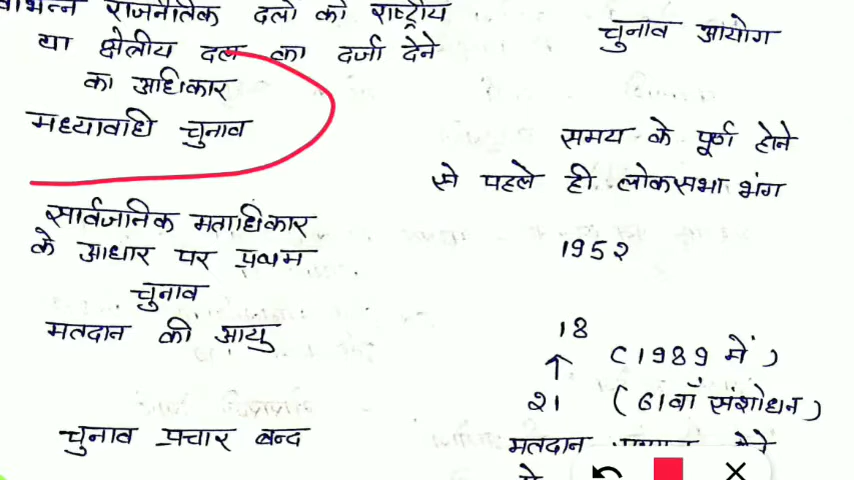 विभिन्न राजनैतिक दलों को राष्ट्रीय
या क्षेत्रीय दल का दर्जा देने
का अधिकार
चुनाव आयोग
मध्यावधि चुनाव
समय के पूर्ण होने
से पहले ही लोकसभा भंग
सार्वजनिक मताधिकार
के आधार पर प्रथम
चुनाव
1952
मतदान की आयु
18
↑ (1989 में)
21 (61वाँ संशोधन)
चुनाव प्रचार बन्द
मतदान